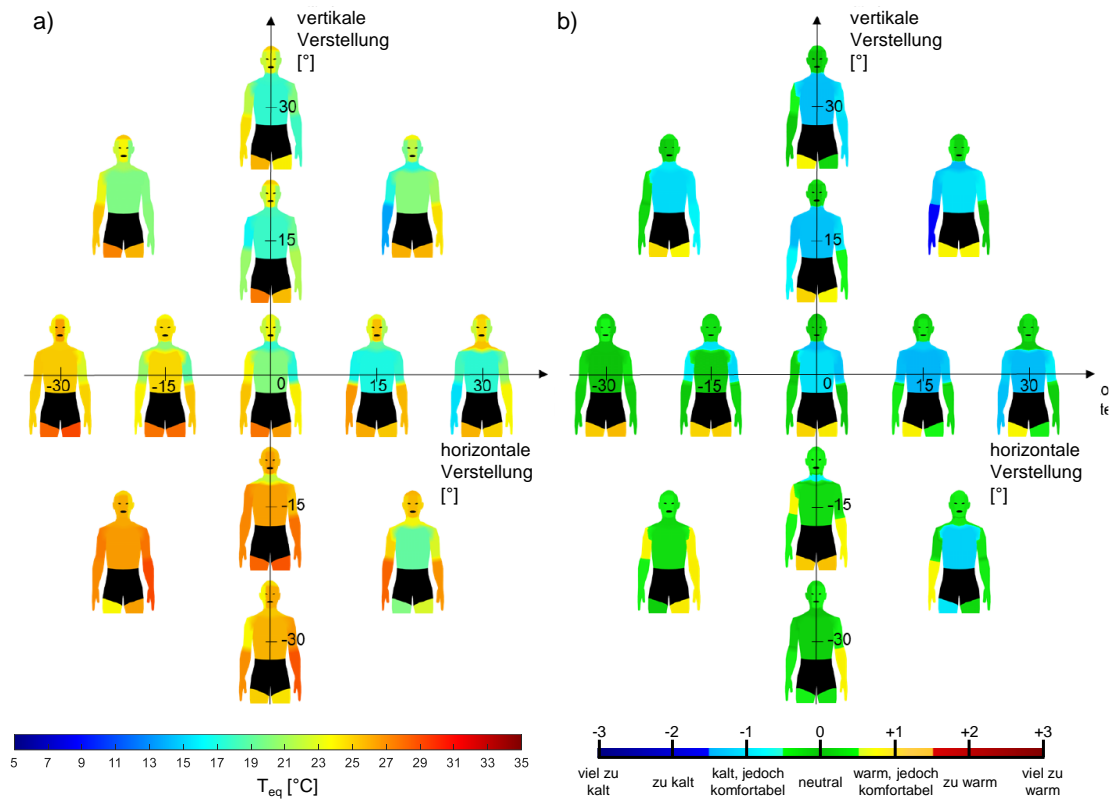 a)
vertikale
Verstellung
[°]
30
15
-30 -15 0 15 30
horizontale
Verstellung
[°]
-15
-30
5 7 9 11 13 15 17 19 21 23 25 27 29 31 33 35
Teq [°C]
b)
vertikale
Verstellung
[°]
30
15
-30 -15 0 15 30
o
te
horizontale
Verstellung
[°]
-15
-30
-3 -2 -1 0 +1 +2 +3
viel zu kalt
zu kalt
kalt, jedoch komfortabel
neutral
warm, jedoch komfortabel
zu warm
viel zu warm